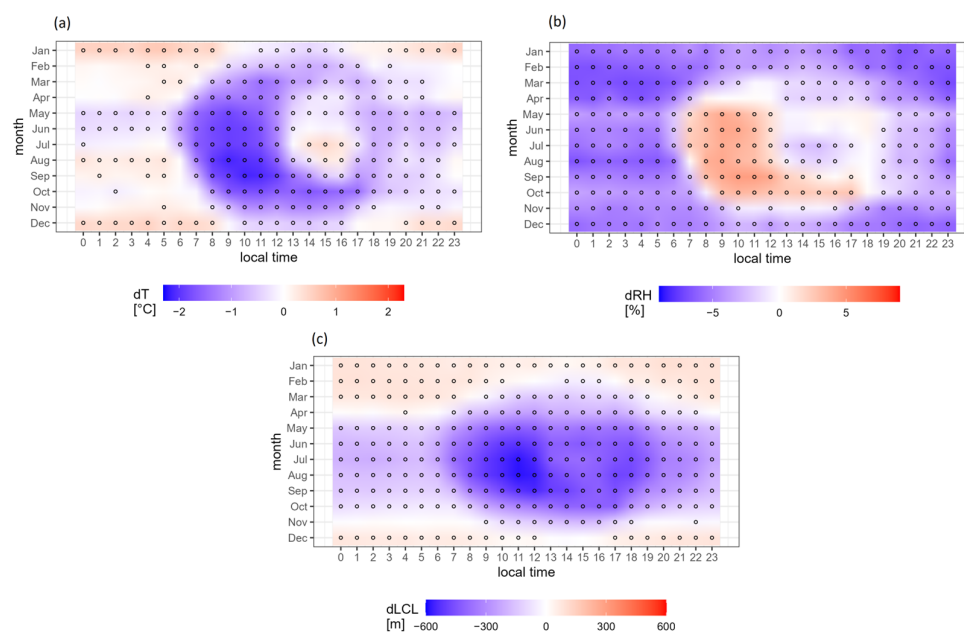 (a)
Jan
Feb
Mar
Apr
May
Jun
Jul
Aug
Sep
Oct
Nov
Dec
month
0 1 2 3 4 5 6 7 8 9 10 11 12 13 14 15 16 17 18 19 20 21 22 23
local time
dT
[°C]
−2 −1 0 1 2
(b)
Jan
Feb
Mar
Apr
May
Jun
Jul
Aug
Sep
Oct
Nov
Dec
month
0 1 2 3 4 5 6 7 8 9 10 11 12 13 14 15 16 17 18 19 20 21 22 23
local time
dRH
[%]
−5 0 5
(c)
Jan
Feb
Mar
Apr
May
Jun
Jul
Aug
Sep
Oct
Nov
Dec
month
0 1 2 3 4 5 6 7 8 9 10 11 12 13 14 15 16 17 18 19 20 21 22 23
local time
dLCL
[m]
−600 −300 0 300 600